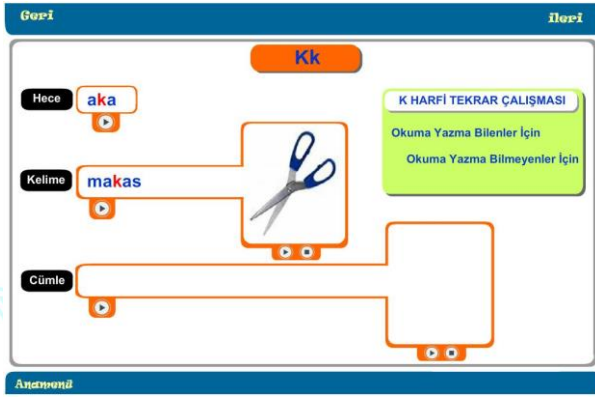 Geri
ileri
Kk
Hece
aka
K HARFİ TEKRAR ÇALIŞMASI
Okuma Yazma Bilenler İçin
Okuma Yazma Bilmeyenler İçin
Kelime
makas
Cümle
Anamenü